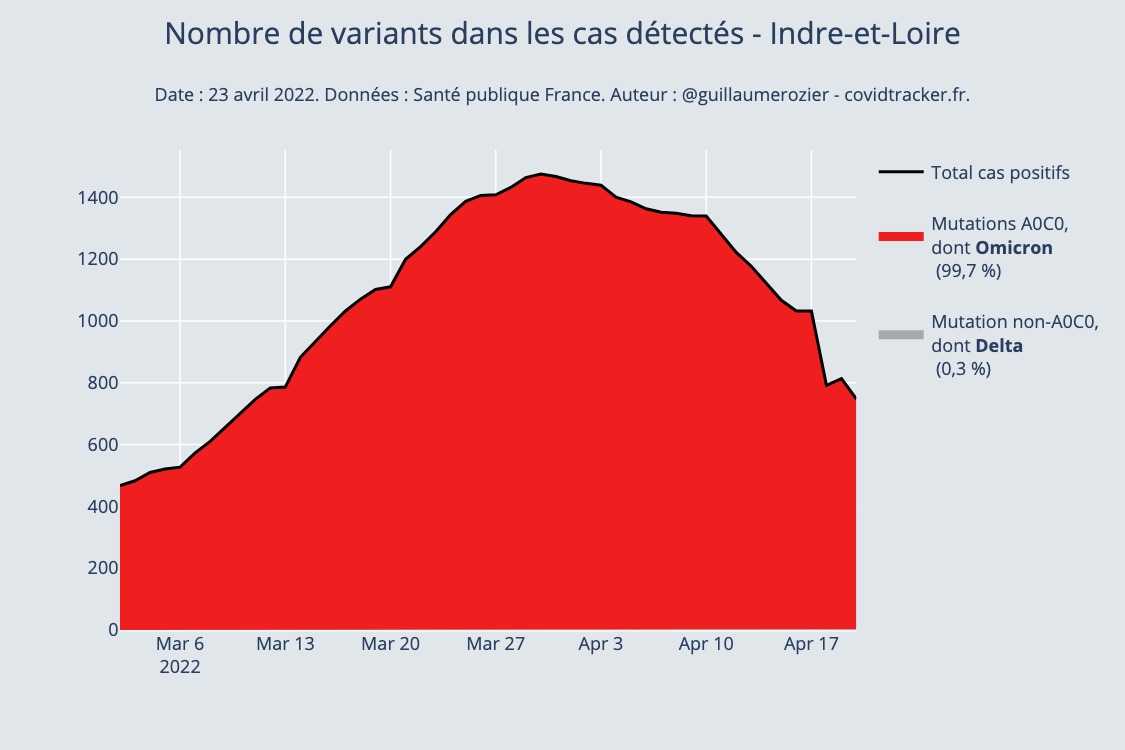 Nombre de variants dans les cas détectés - Indre-et-Loire
Date : 23 avril 2022. Données : Santé publique France. Auteur : @guillaumerozier - covidtracker.fr.
1400
1200
1000
800
600
400
200
0
Mar 6
2022
Mar 13
Mar 20
Mar 27
Apr 3
Apr 10
Apr 17
Total cas positifs
Mutations A0C0,
dont Omicron
(99,7 %)
Mutation non-A0C0,
dont Delta
(0,3 %)